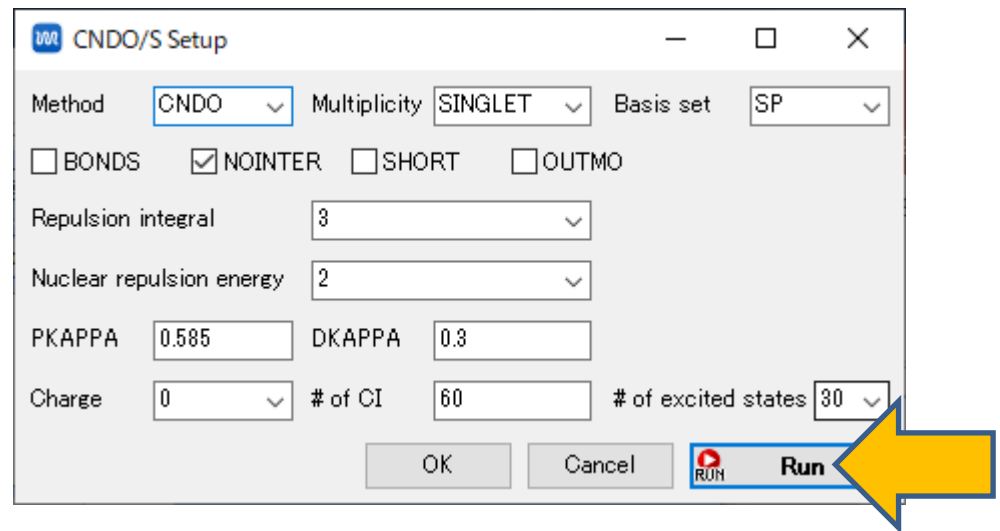 CNDO/S Setup
Method CNDO Multiplicity SINGLET Basis set SP
BONDS NOINTER SHORT OUTMO
Repulsion integral 3
Nuclear repulsion energy 2
PKAPPA 0.585 DKAPPA 0.3
Charge 0 # of CI 60 # of excited states 30
OK Cancel RUN Run